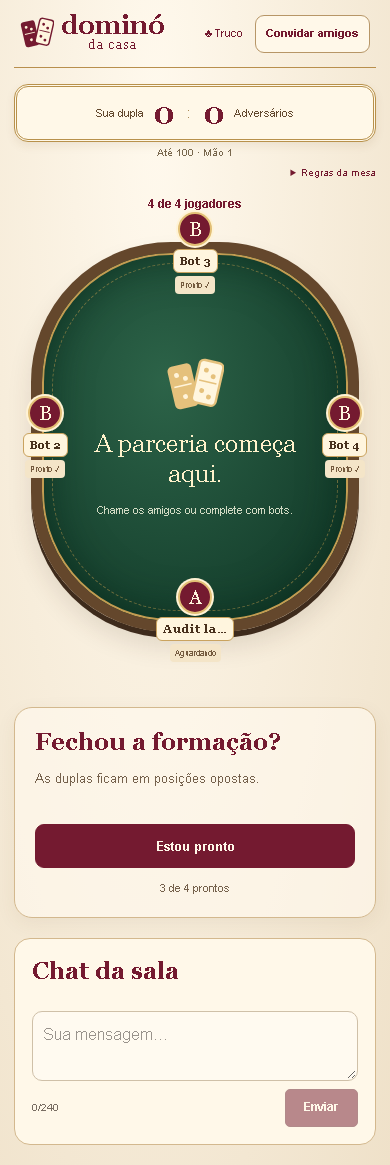 dominó
da casa
♣ Truco
Convidar amigos
Sua dupla 0 : 0 Adversários
Até 100 · Mão 1
▶ Regras da mesa
4 de 4 jogadores
B
Bot 3
Pronto ✓
B
Bot 2
Pronto ✓
B
Bot 4
Pronto ✓
A parceria começa
aqui.
Chame os amigos ou complete com bots.
A
Audit la...
Aguardando
Fechou a formação?
As duplas ficam em posições opostas.
Estou pronto
3 de 4 prontos
Chat da sala
Sua mensagem...
0/240
Enviar